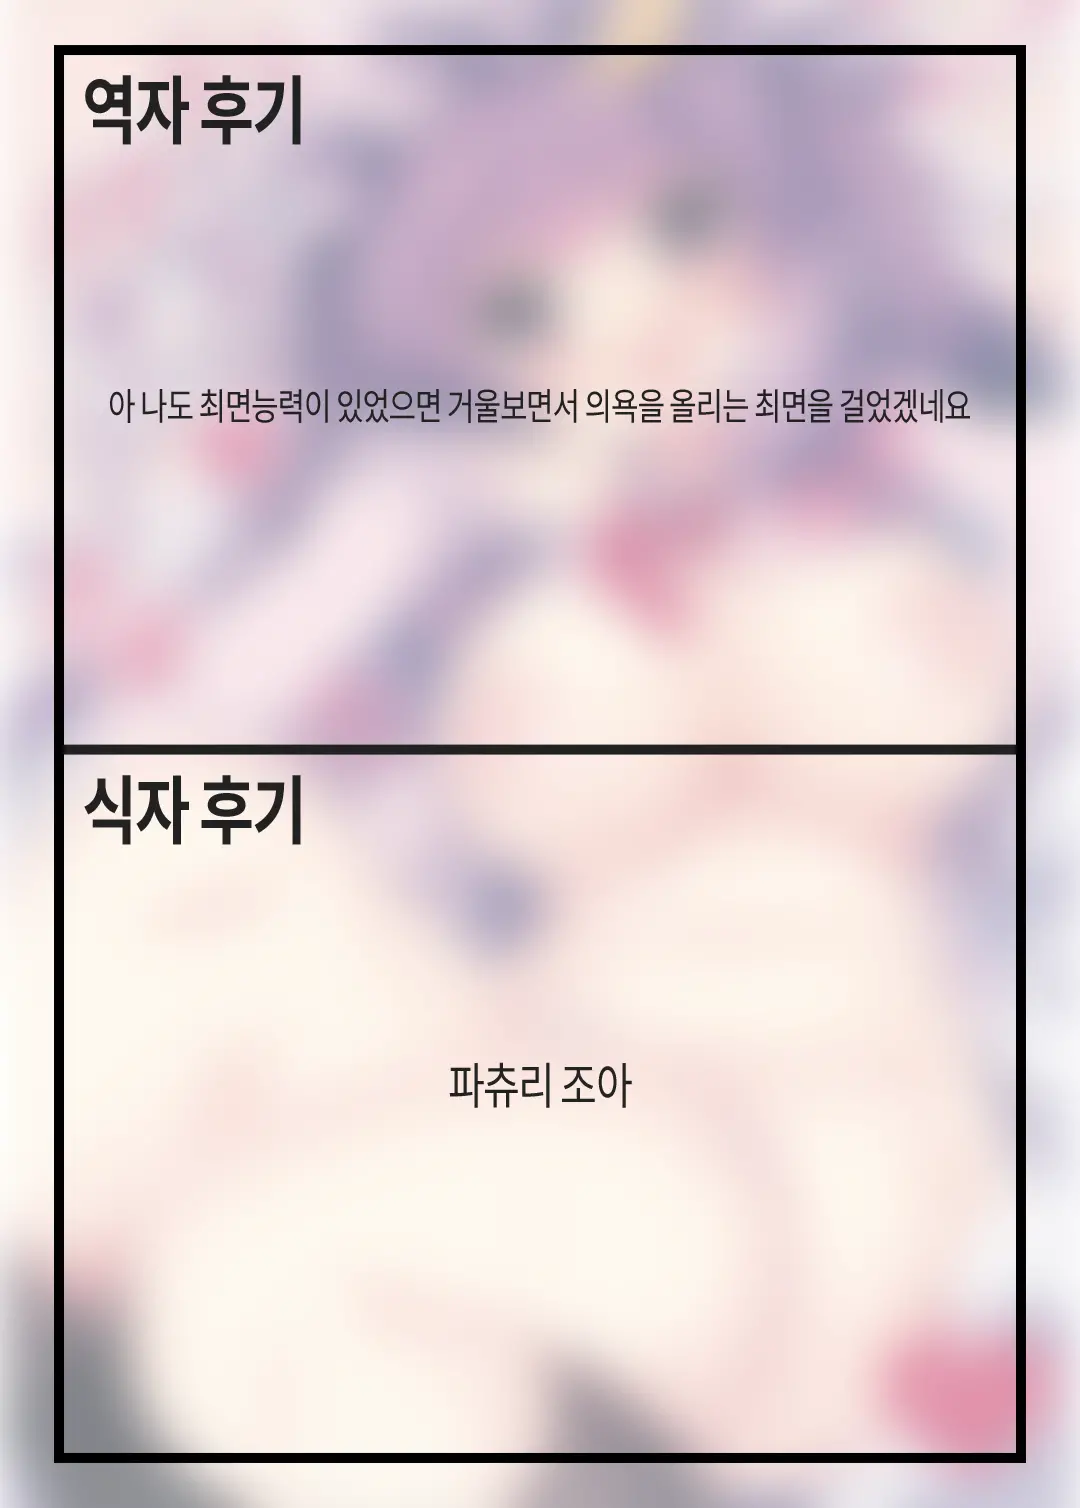 역자 후기
아 나도 최면능력이 있었으면 거울보면서 의욕을 올리는 최면을 걸었겠네요
식자 후기
파츄리 조아